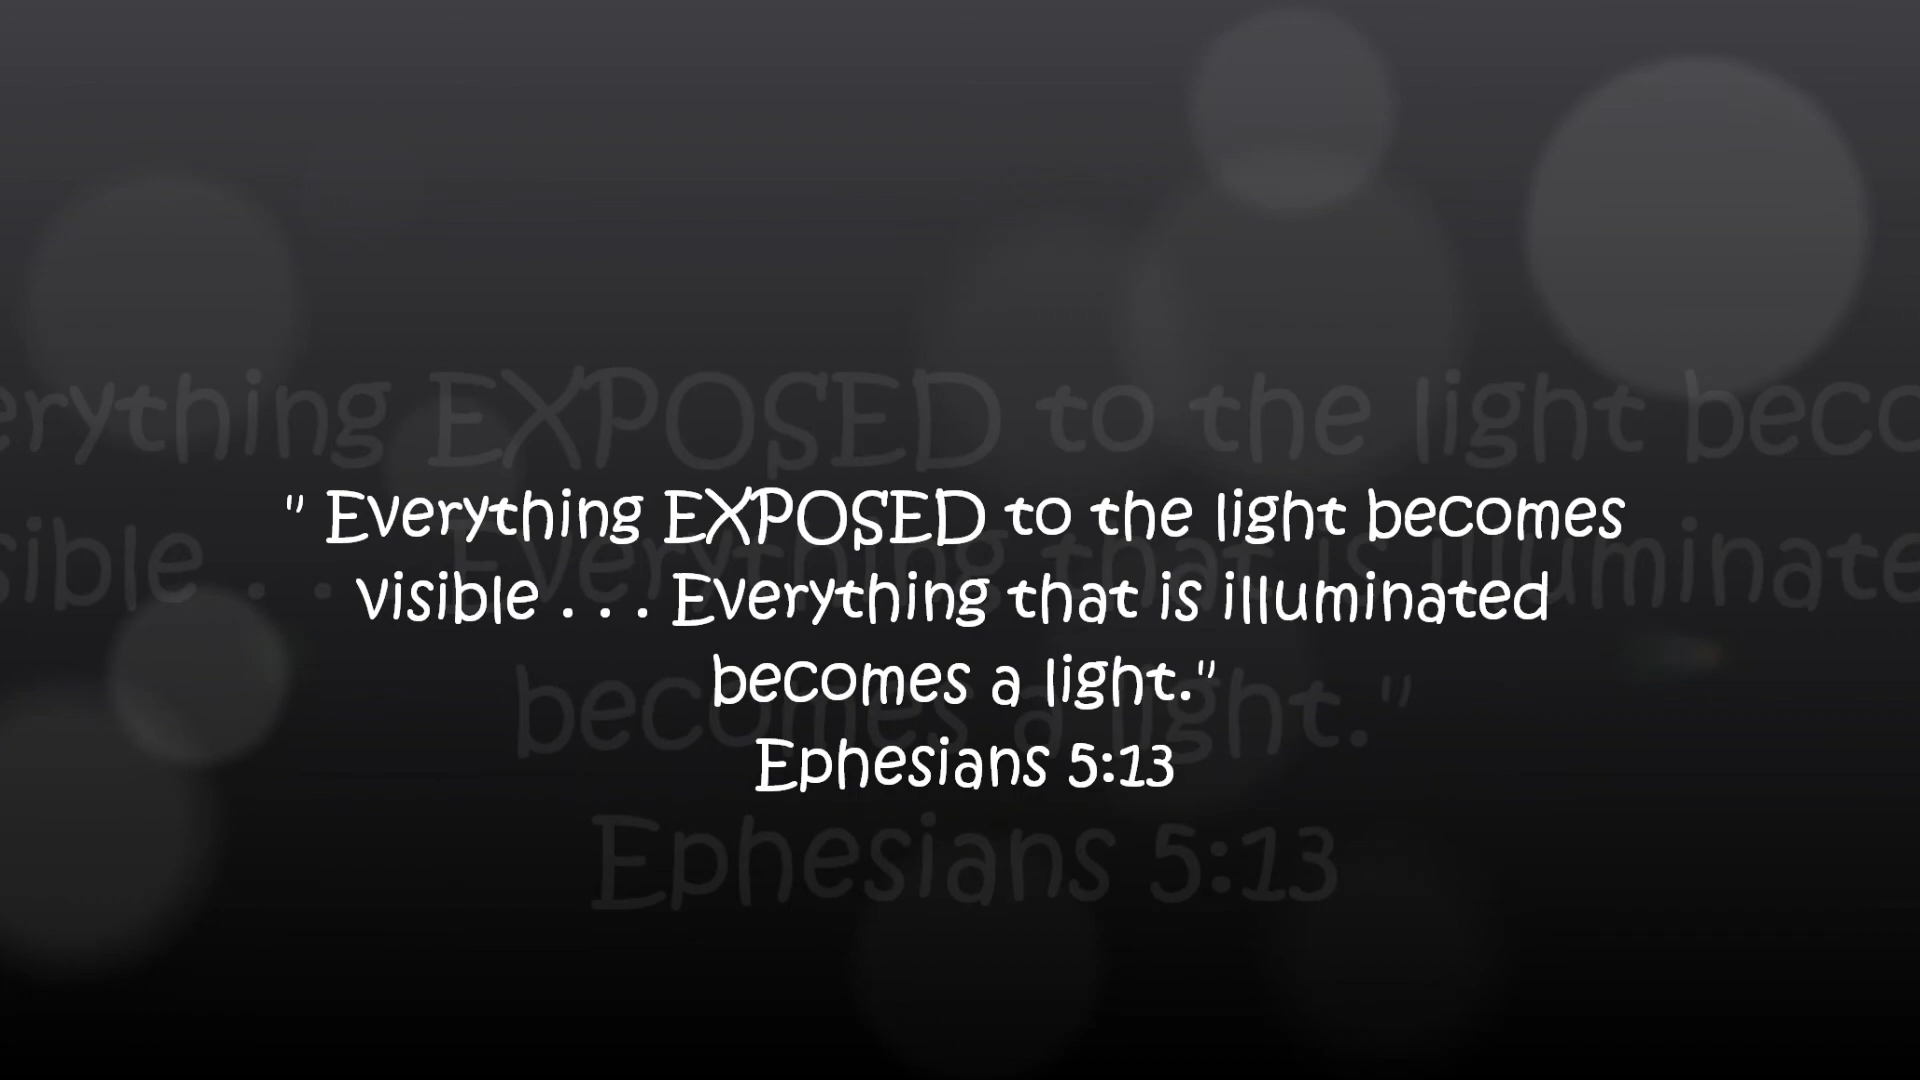 " Everything EXPOSED to the light becomes
visible . . . Everything that is illuminated
becomes a light."
Ephesians 5:13